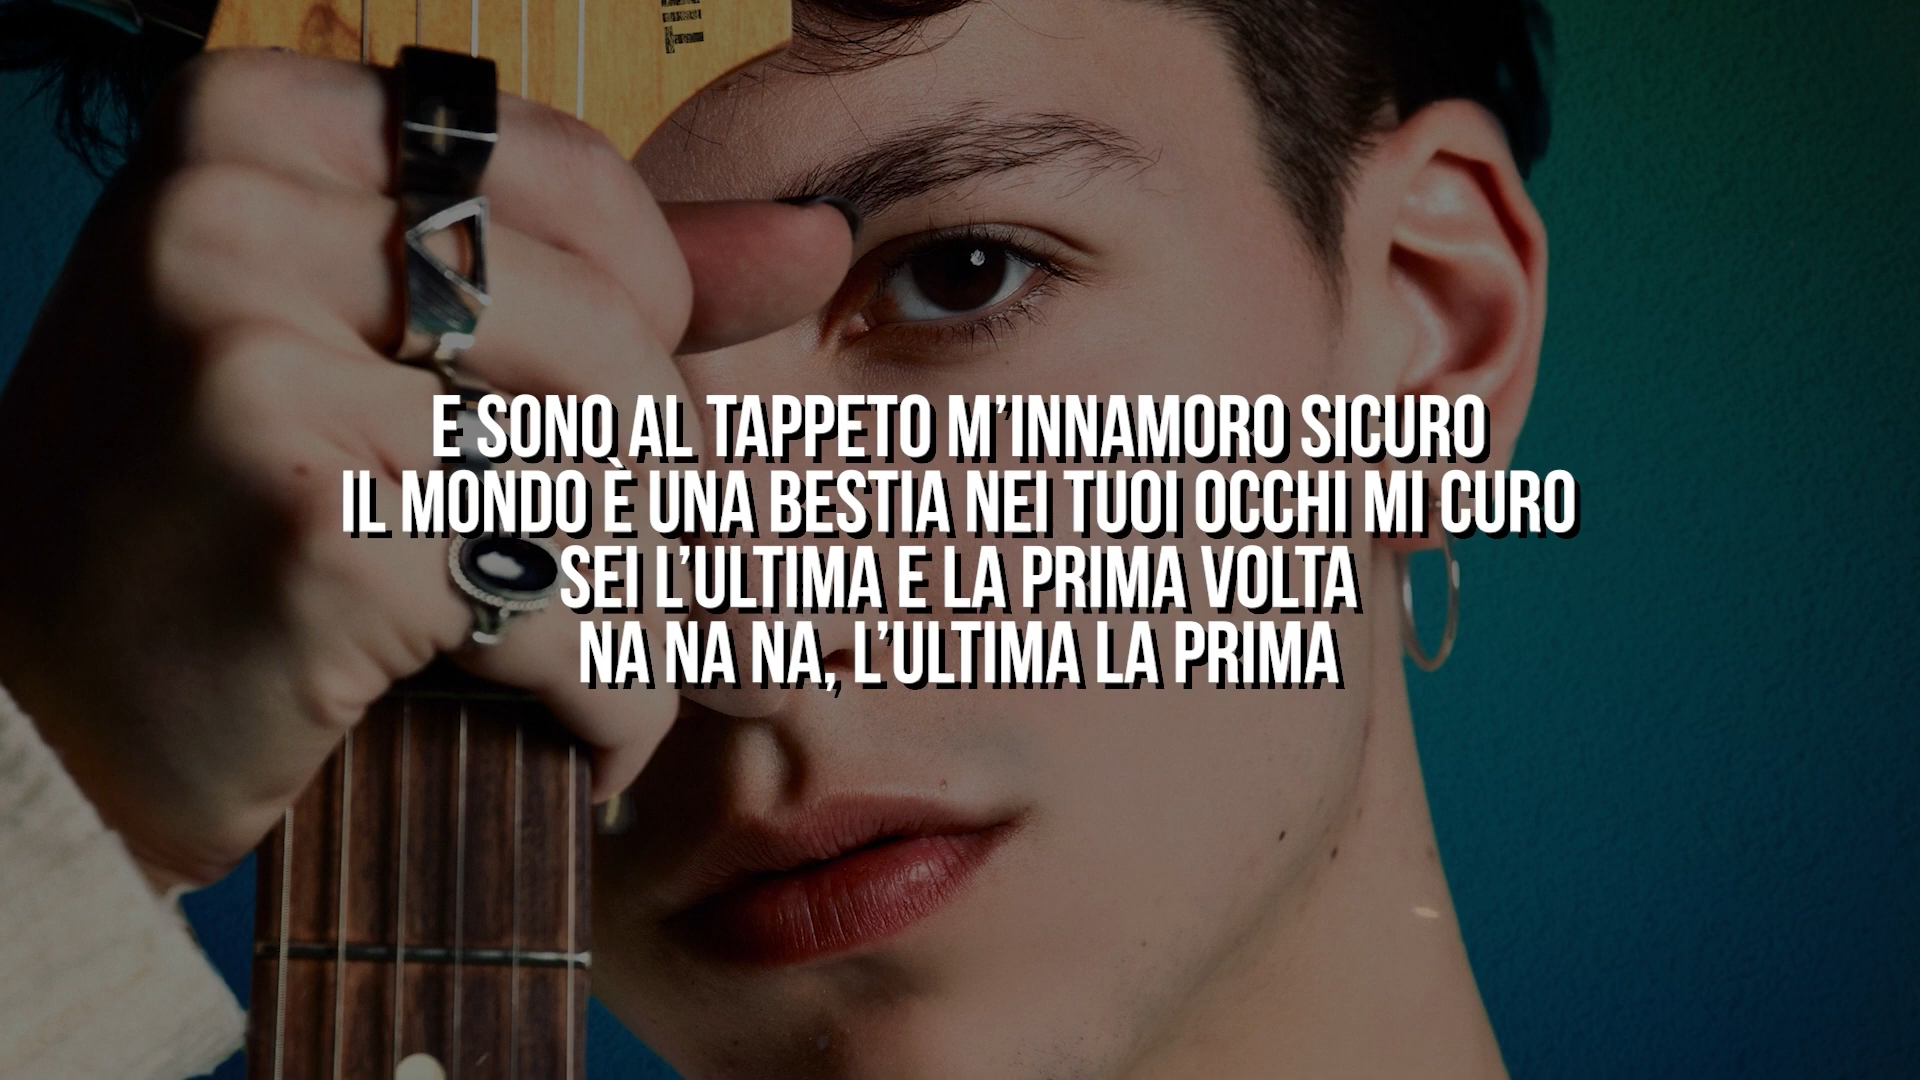 E SONO AL TAPPETO M’INNAMORO SICURO
IL MONDO È UNA BESTIA NEI TUOI OCCHI MI CURO
SEI L’ULTIMA E LA PRIMA VOLTA
NA NA NA, L’ULTIMA LA PRIMA